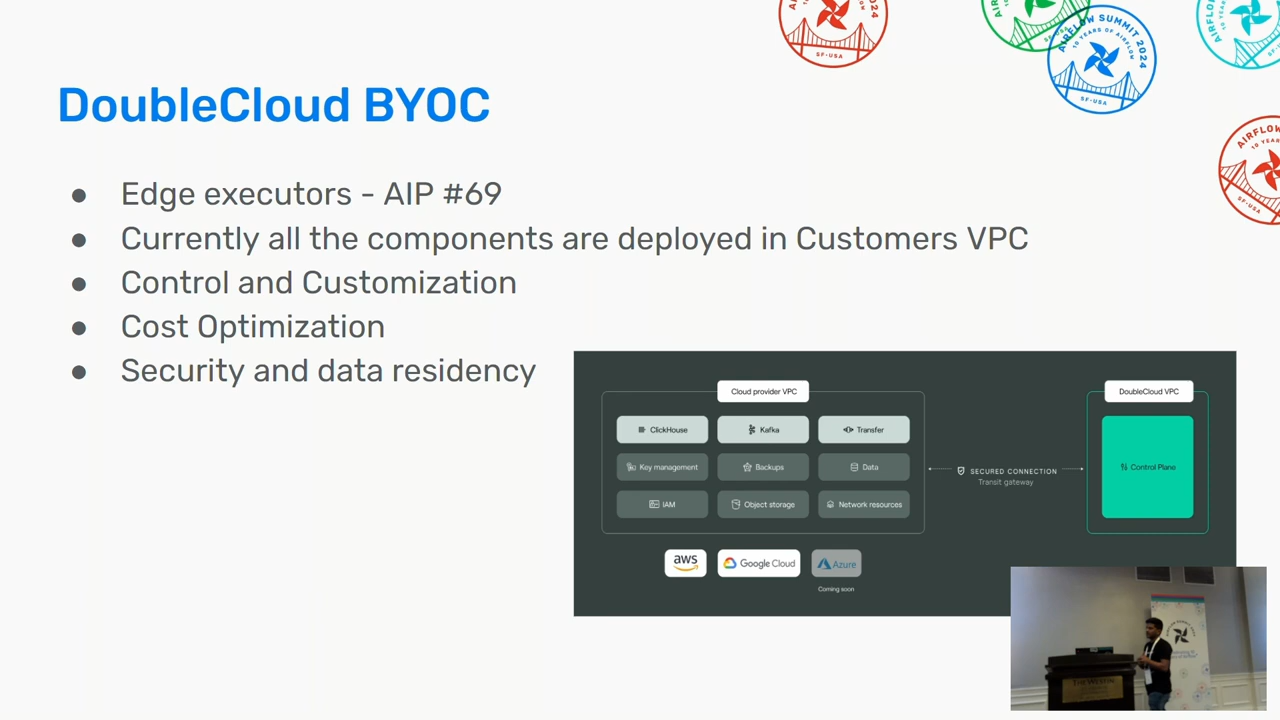 AIRFLOW SUMMIT 2024
10 YEARS OF AIRFLOW
SF-USA
DoubleCloud BYOC
● Edge executors - AIP #69
● Currently all the components are deployed in Customers VPC
● Control and Customization
● Cost Optimization
● Security and data residency
Cloud provider VPC
DoubleCloud VPC
ClickHouse
Kafka
Transfer
Key management
Backups
Data
IAM
Object storage
Network resources
SECURED CONNECTION
Transit gateway
Control Plane
aws
Google Cloud
Azure
Coming soon
THE WESTIN